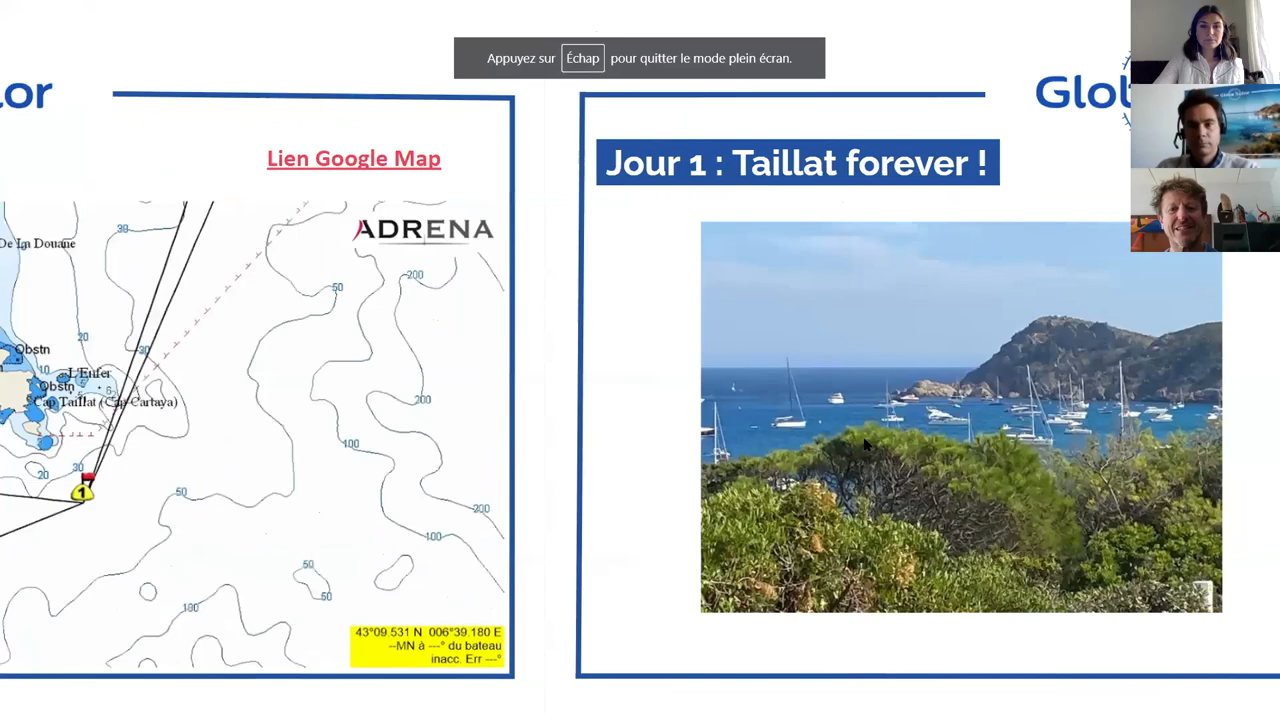 Appuyez sur Échap pour quitter le mode plein écran.
lor
Lien Google Map
ADRENA
De La Douane
30
50
200
20
30
Obstn
10
L'Enfer
6
Obstn
Cap Taillat (Cap Cartaya)
200
100
30
20
1
50
200
100
50
50
100
43°09.531 N 006°39.180 E
--MN à ---° du bateau
inacc. Err ---°
Glob
Jour 1 : Taillat forever !